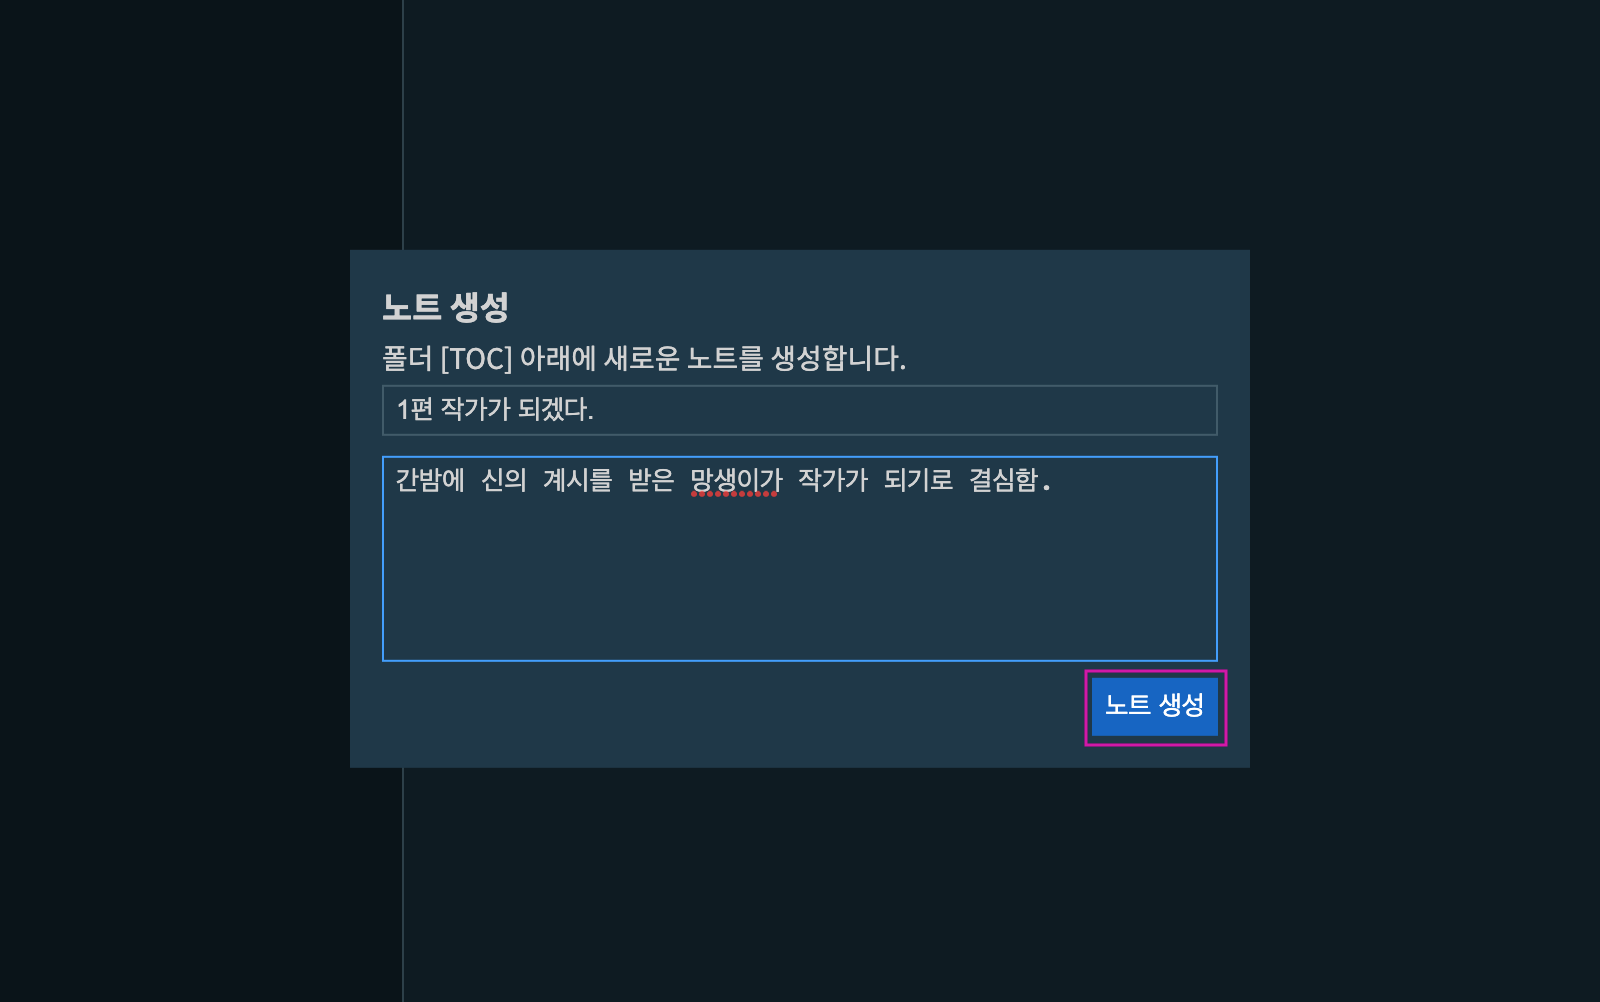 노트 생성
폴더 [TOC] 아래에 새로운 노트를 생성합니다.
1편 작가가 되겠다.
간밤에 신의 계시를 받은 망생이가 작가가 되기로 결심함.
노트 생성